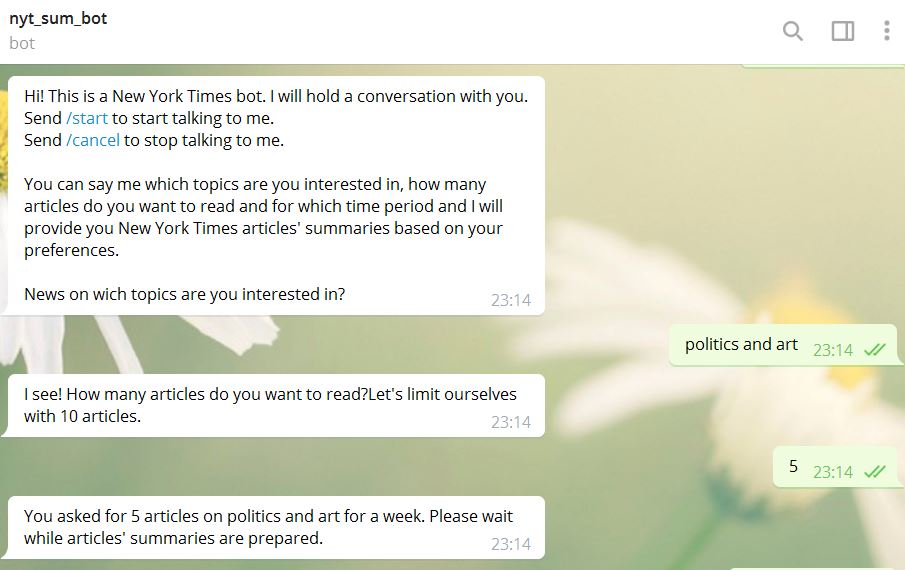 nyt_sum_bot
bot
Hi! This is a New York Times bot. I will hold a conversation with you.
Send /start to start talking to me.
Send /cancel to stop talking to me.
You can say me which topics are you interested in, how many
articles do you want to read and for which time period and I will
provide you New York Times articles' summaries based on your
preferences.
News on wich topics are you interested in?
23:14
politics and art 23:14
I see! How many articles do you want to read?Let's limit ourselves
with 10 articles.
23:14
5 23:14
You asked for 5 articles on politics and art for a week. Please wait
while articles' summaries are prepared.
23:14